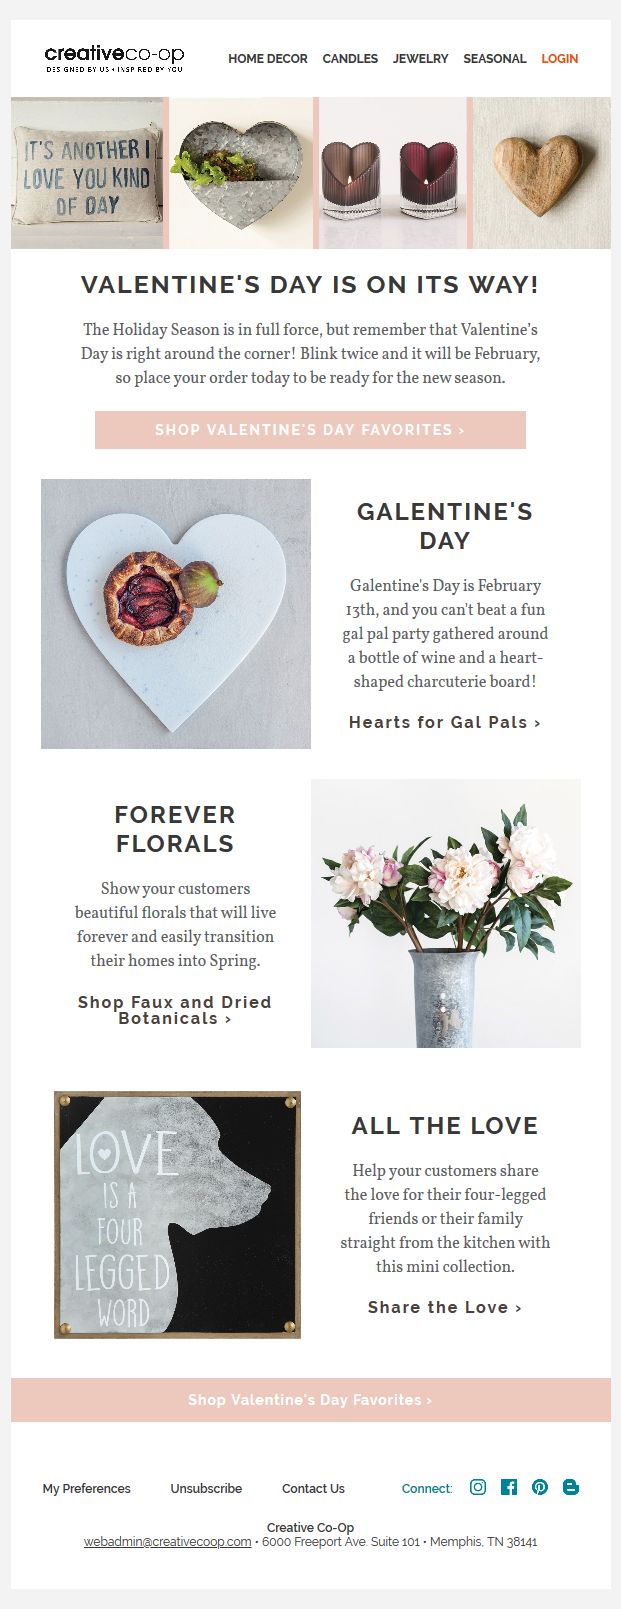 creativeco-op
DESIGNED BY US • INSPIRED BY YOU
HOME DECOR CANDLES JEWELRY SEASONAL LOGIN
IT'S ANOTHER I
LOVE YOU KIND
OF DAY
VALENTINE'S DAY IS ON ITS WAY!
The Holiday Season is in full force, but remember that Valentine's
Day is right around the corner! Blink twice and it will be February,
so place your order today to be ready for the new season.
SHOP VALENTINE'S DAY FAVORITES ›
GALENTINE'S
DAY
Galentine's Day is February
13th, and you can't beat a fun
gal pal party gathered around
a bottle of wine and a heart-
shaped charcuterie board!
Hearts for Gal Pals ›
FOREVER
FLORALS
Show your customers
beautiful florals that will live
forever and easily transition
their homes into Spring.
Shop Faux and Dried
Botanicals ›
LOVE
IS A
FOUR
LEGGED
WORD
ALL THE LOVE
Help your customers share
the love for their four-legged
friends or their family
straight from the kitchen with
this mini collection.
Share the Love ›
Shop Valentine's Day Favorites ›
My Preferences Unsubscribe Contact Us Connect:
Creative Co-Op
webadmin@creativecoop.com • 6000 Freeport Ave. Suite 101 • Memphis, TN 38141